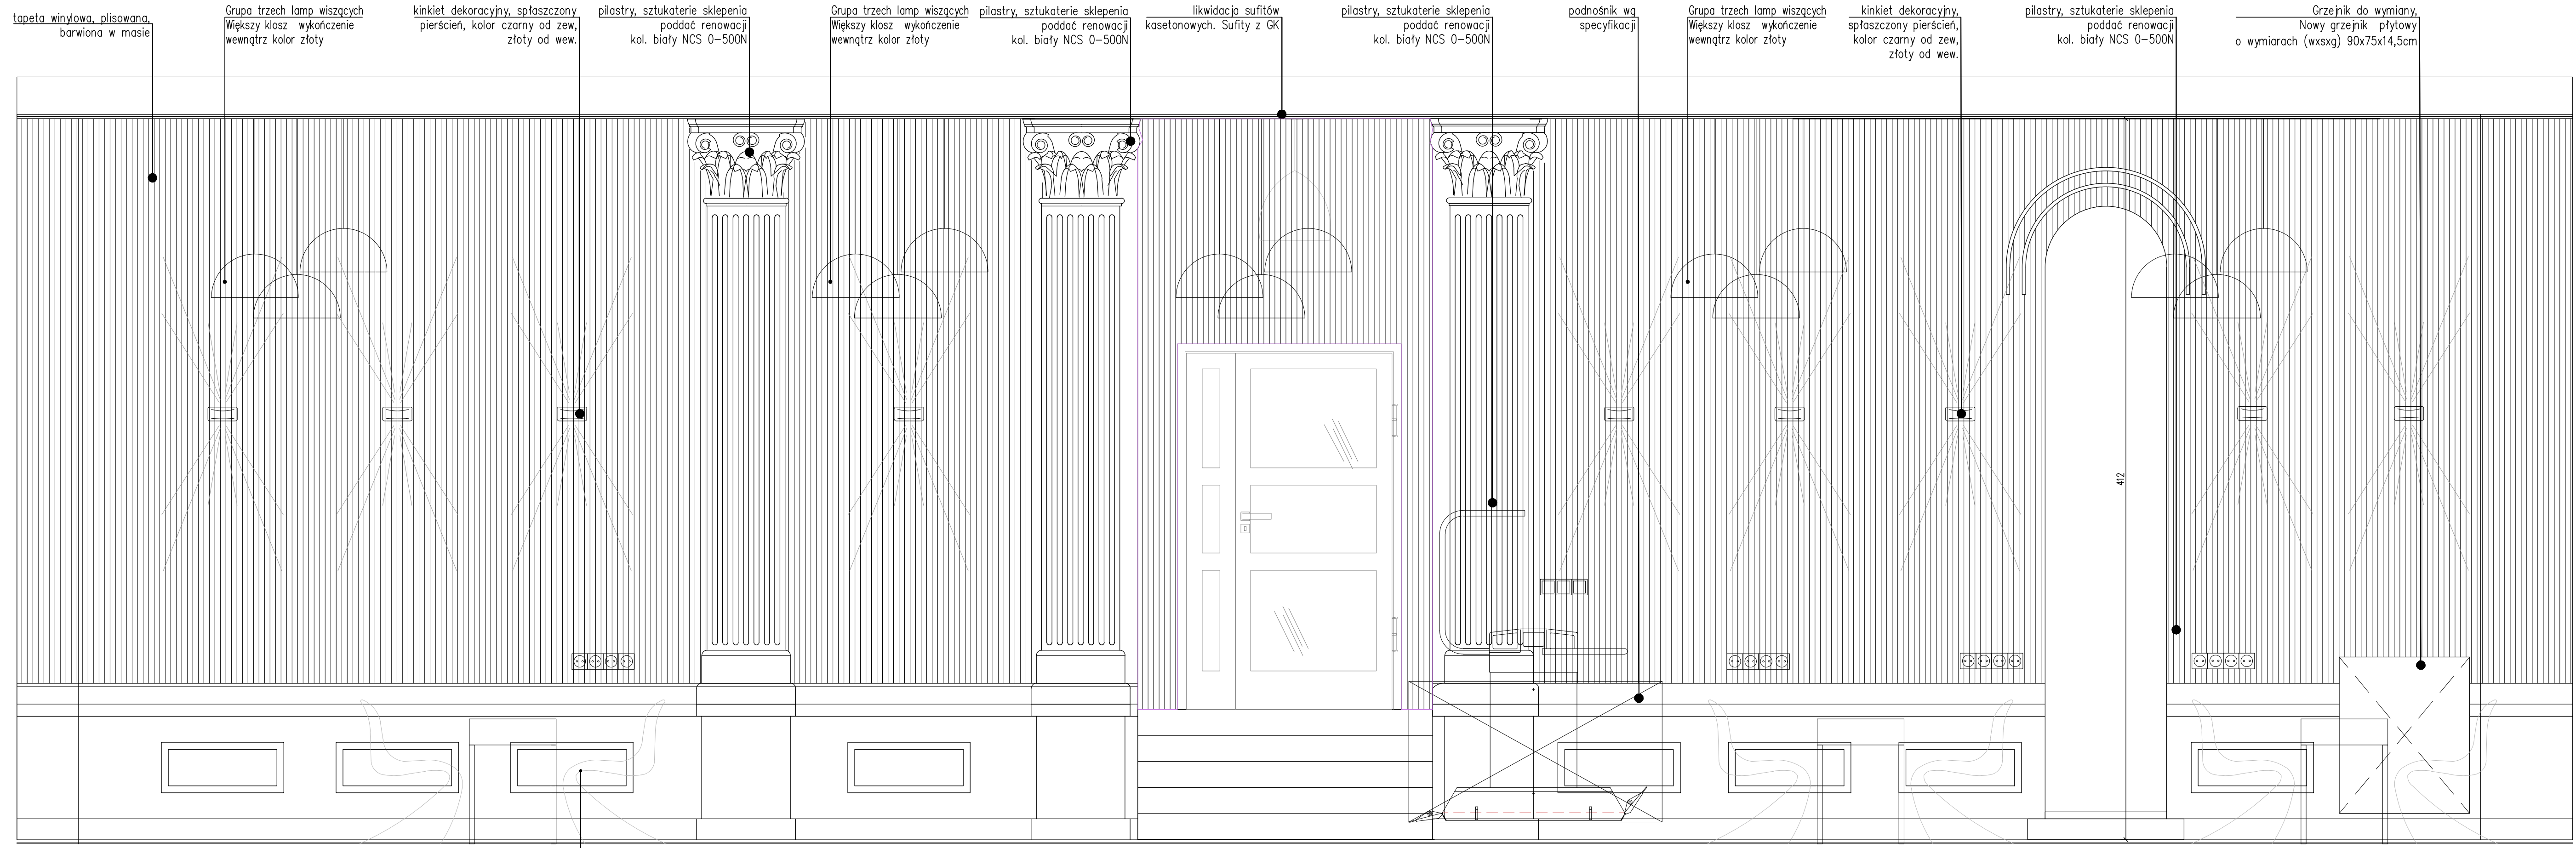 tapeta winylowa, plisowana,
barwiona w masie
Grupa trzech lamp wiszących
Większy klosz wykończenie
wewnątrz kolor złoty
kinkiet dekoracyjny, spłaszczony
pierścień, kolor czarny od zew,
złoty od wew.
pilastry, sztukaterie sklepienia
poddać renowacji
kol. biały NCS 0-500N
Grupa trzech lamp wiszących
Większy klosz wykończenie
wewnątrz kolor złoty
pilastry, sztukaterie sklepienia
poddać renowacji
kol. biały NCS 0-500N
likwidacja sufitów
kasetonowych. Sufity z GK
pilastry, sztukaterie sklepienia
poddać renowacji
kol. biały NCS 0-500N
podnośnik wg
specyfikacji
Grupa trzech lamp wiszących
Większy klosz wykończenie
wewnątrz kolor złoty
kinkiet dekoracyjny,
spłaszczony pierścień,
kolor czarny od zew,
złoty od wew.
pilastry, sztukaterie sklepienia
poddać renowacji
kol. biały NCS 0-500N
Grzejnik do wymiany,
Nowy grzejnik płytowy
o wymiarach (wxsxg) 90x75x14,5cm
412